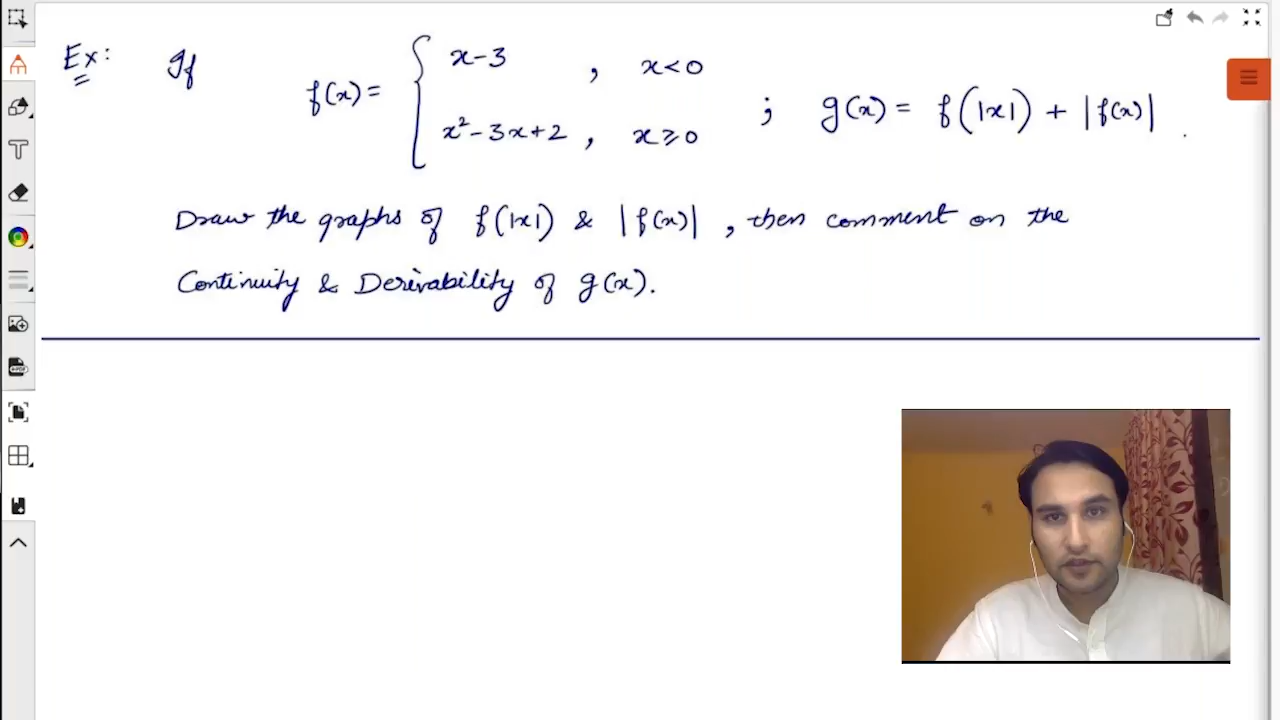 Ex: If f(x) = { x-3 , x<0
x²-3x+2 , x≥0 ; g(x) = f(|x|) + |f(x)| .
Draw the graphs of f(|x|) & |f(x)| , then comment on the
Continuity & Derivability of g(x).